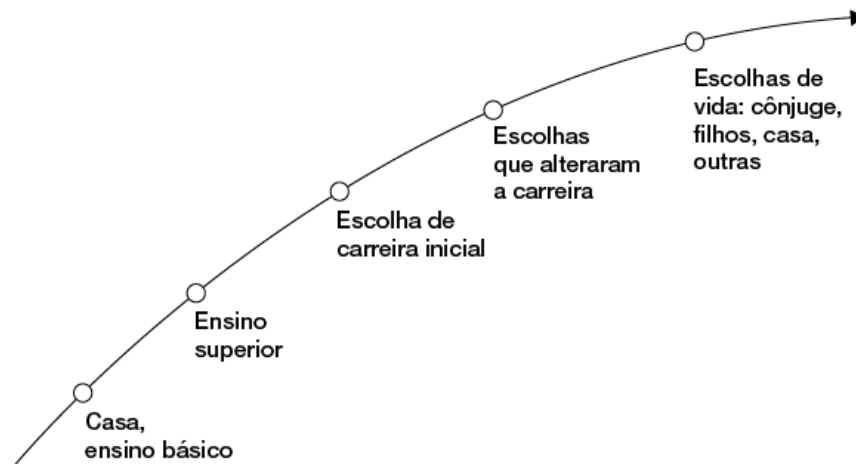 Casa,
ensino básico
Ensino
superior
Escolha de
carreira inicial
Escolhas
que alteraram
a carreira
Escolhas de
vida: cônjuge,
filhos, casa,
outras